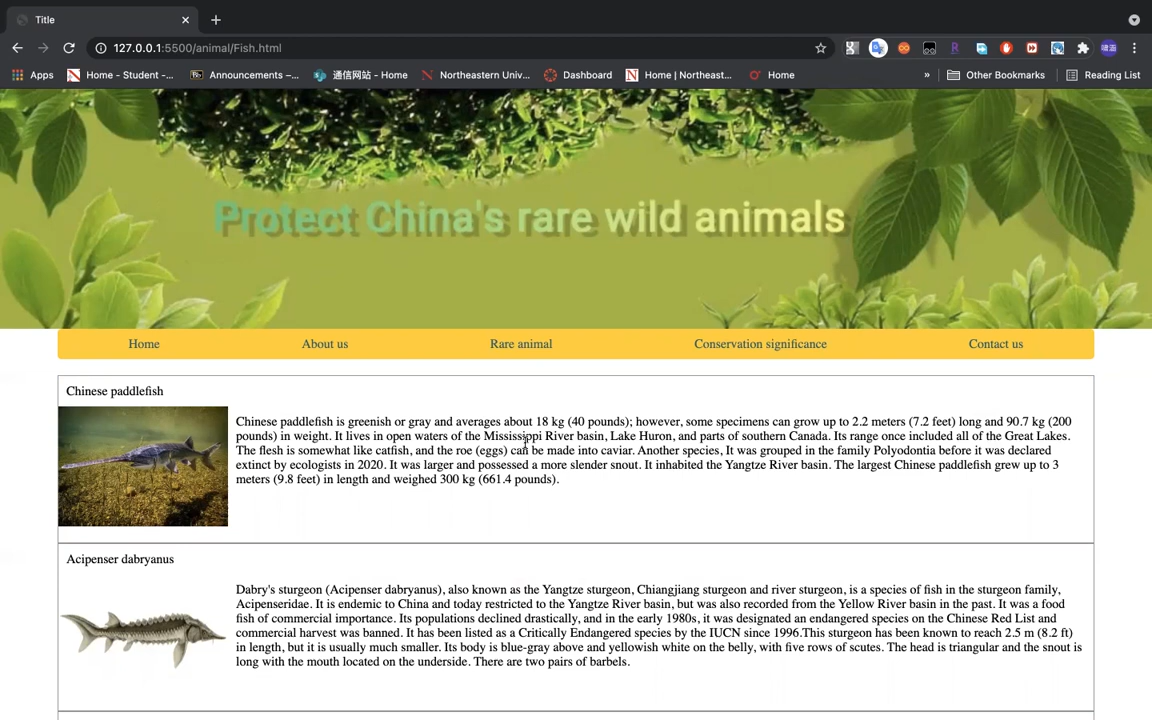 Title
127.0.0.1:5500/animal/Fish.html
Apps
Home - Student -...
Announcements –...
通信网站 - Home
Northeastern Univ...
Dashboard
Home | Northeast...
Home
»
Other Bookmarks
Reading List
Protect China's rare wild animals
Home
About us
Rare animal
Conservation significance
Contact us
Chinese paddlefish
Chinese paddlefish is greenish or gray and averages about 18 kg (40 pounds); however, some specimens can grow up to 2.2 meters (7.2 feet) long and 90.7 kg (200
pounds) in weight. It lives in open waters of the Mississippi River basin, Lake Huron, and parts of southern Canada. Its range once included all of the Great Lakes.
The flesh is somewhat like catfish, and the roe (eggs) can be made into caviar. Another species, It was grouped in the family Polyodontia before it was declared
extinct by ecologists in 2020. It was larger and possessed a more slender snout. It inhabited the Yangtze River basin. The largest Chinese paddlefish grew up to 3
meters (9.8 feet) in length and weighed 300 kg (661.4 pounds).
Acipenser dabryanus
Dabry's sturgeon (Acipenser dabryanus), also known as the Yangtze sturgeon, Chiangjiang sturgeon and river sturgeon, is a species of fish in the sturgeon family,
Acipenseridae. It is endemic to China and today restricted to the Yangtze River basin, but was also recorded from the Yellow River basin in the past. It was a food
fish of commercial importance. Its populations declined drastically, and in the early 1980s, it was designated an endangered species on the Chinese Red List and
commercial harvest was banned. It has been listed as a Critically Endangered species by the IUCN since 1996.This sturgeon has been known to reach 2.5 m (8.2 ft)
in length, but it is usually much smaller. Its body is blue-gray above and yellowish white on the belly, with five rows of scutes. The head is triangular and the snout is
long with the mouth located on the underside. There are two pairs of barbels.